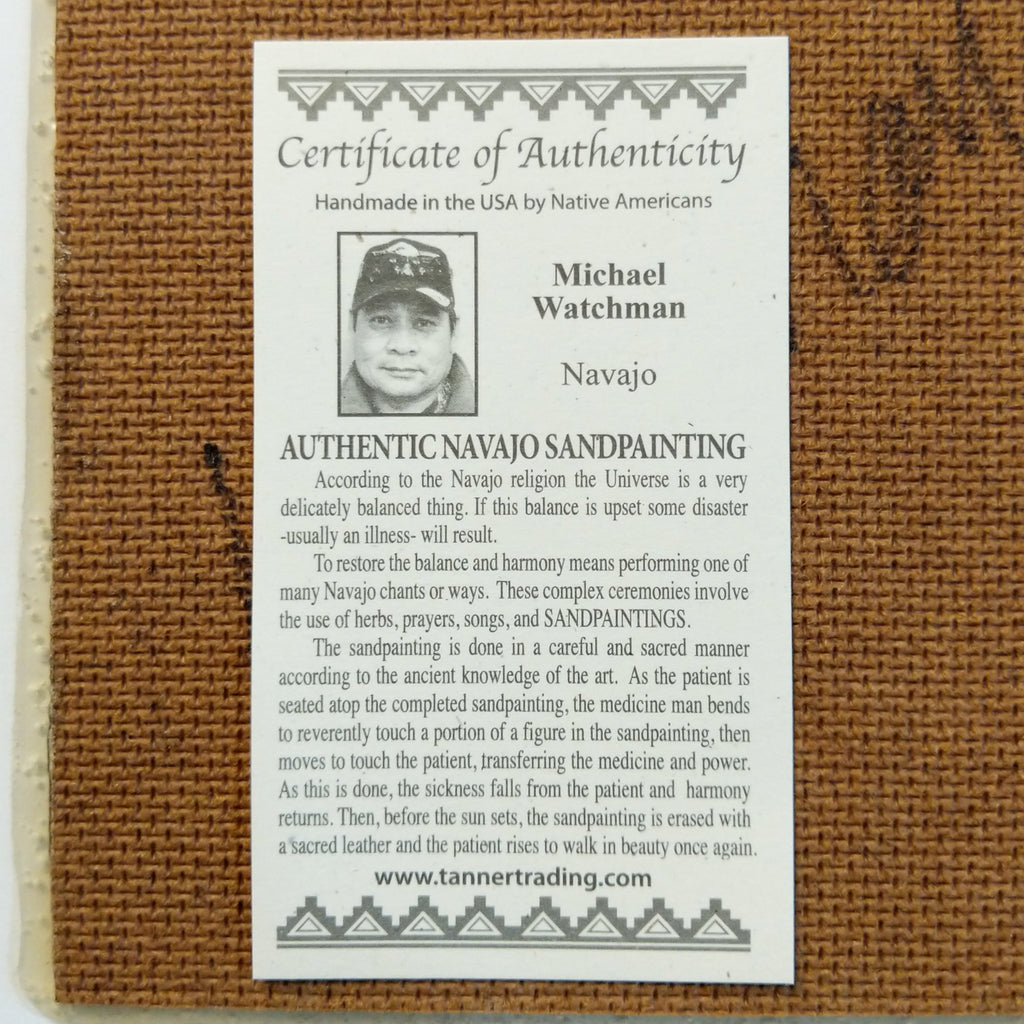 Certificate of Authenticity
Handmade in the USA by Native Americans
Michael
Watchman
Navajo
AUTHENTIC NAVAJO SANDPAINTING
According to the Navajo religion the Universe is a very
delicately balanced thing. If this balance is upset some disaster
-usually an illness- will result.
To restore the balance and harmony means performing one of
many Navajo chants or ways. These complex ceremonies involve
the use of herbs, prayers, songs, and SANDPAINTINGS.
The sandpainting is done in a careful and sacred manner
according to the ancient knowledge of the art. As the patient is
seated atop the completed sandpainting, the medicine man bends
to reverently touch a portion of a figure in the sandpainting, then
moves to touch the patient, transferring the medicine and power.
As this is done, the sickness falls from the patient and harmony
returns. Then, before the sun sets, the sandpainting is erased with
a sacred leather and the patient rises to walk in beauty once again.
www.tannertrading.com